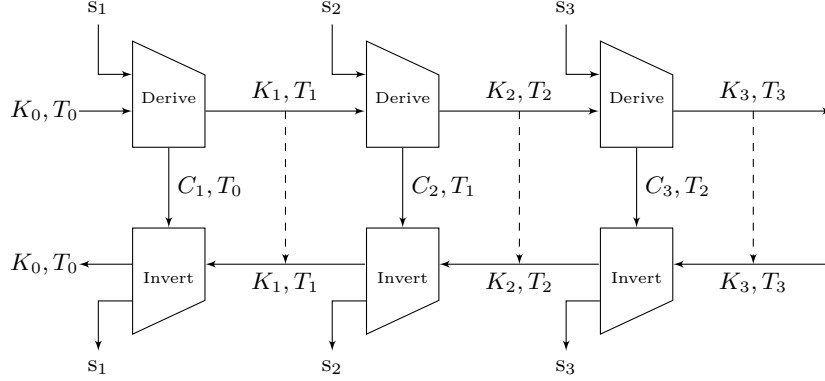 s1 s2 s3
Derive Derive Derive
K0, T0 K1, T1 K2, T2 K3, T3
C1, T0 C2, T1 C3, T2
K0, T0 Invert Invert Invert
K1, T1 K2, T2 K3, T3
s1 s2 s3